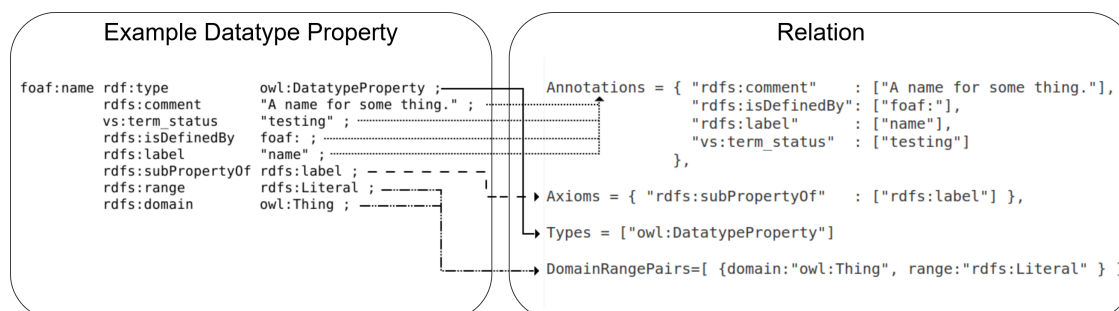 Example Datatype Property
foaf:name rdf:type owl:DatatypeProperty ;
rdfs:comment "A name for some thing." ;
vs:term_status "testing" ;
rdfs:isDefinedBy foaf: ;
rdfs:label "name" ;
rdfs:subPropertyOf rdfs:label ;
rdfs:range rdfs:Literal ;
rdfs:domain owl:Thing ;
Relation
Annotations = { "rdfs:comment" : ["A name for some thing."],
"rdfs:isDefinedBy": ["foaf:"],
"rdfs:label" : ["name"],
"vs:term_status" : ["testing"]
},
Axioms = { "rdfs:subPropertyOf" : ["rdfs:label"] },
Types = ["owl:DatatypeProperty"]
DomainRangePairs=[ {domain:"owl:Thing", range:"rdfs:Literal" } ]